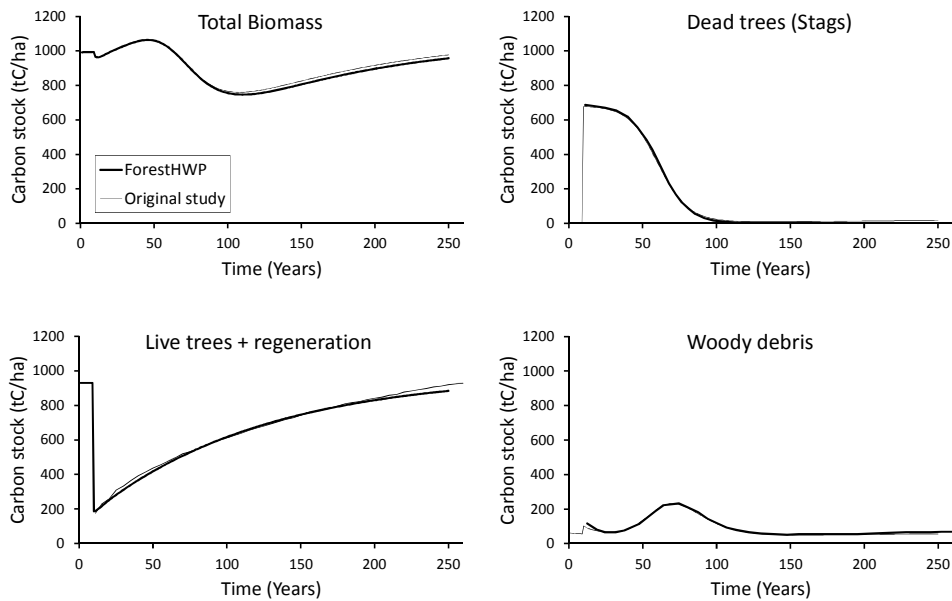 Total Biomass
Carbon stock (tC/ha)
1200
1000
800
600
400
200
0
ForestHWP
Original study
0 50 100 150 200 250
Time (Years)
Dead trees (Stags)
Carbon stock (tC/ha)
1200
1000
800
600
400
200
0
0 50 100 150 200 250
Time (Years)
Live trees + regeneration
Carbon stock (tC/ha)
1200
1000
800
600
400
200
0
0 50 100 150 200 250
Time (Years)
Woody debris
Carbon stock (tC/ha)
1200
1000
800
600
400
200
0
0 50 100 150 200 250
Time (Years)